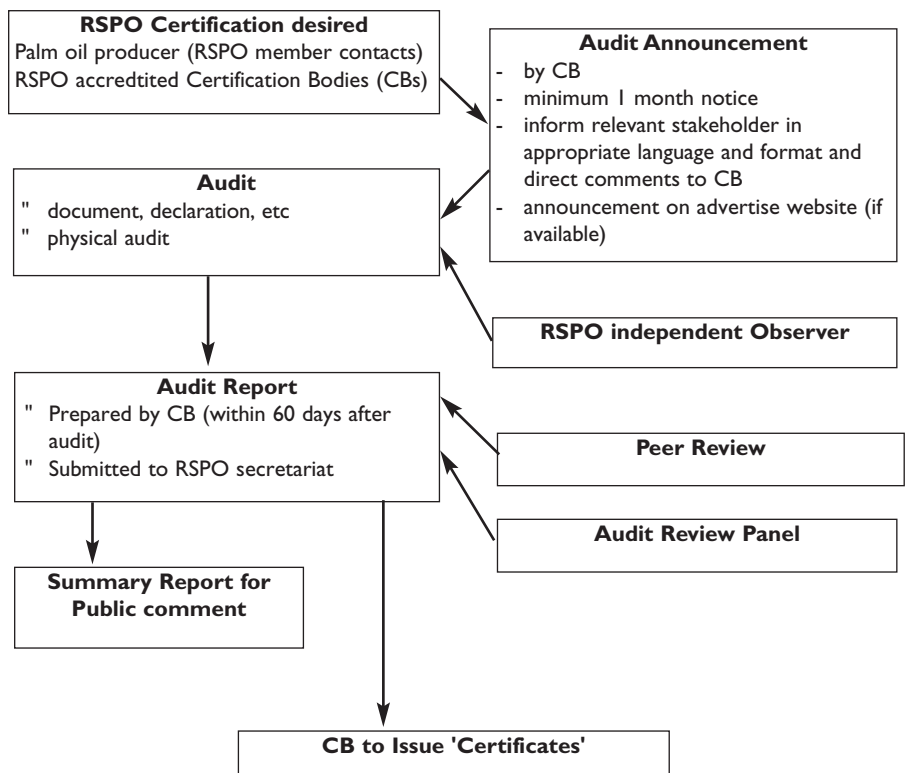 RSPO Certification desired
Palm oil producer (RSPO member contacts)
RSPO accredtited Certification Bodies (CBs)
Audit Announcement
- by CB
- minimum 1 month notice
- inform relevant stakeholder in
appropriate language and format and
direct comments to CB
- announcement on advertise website (if
available)
Audit
" document, declaration, etc
" physical audit
RSPO independent Observer
Audit Report
" Prepared by CB (within 60 days after
audit)
" Submitted to RSPO secretariat
Peer Review
Audit Review Panel
Summary Report for
Public comment
CB to Issue 'Certificates'